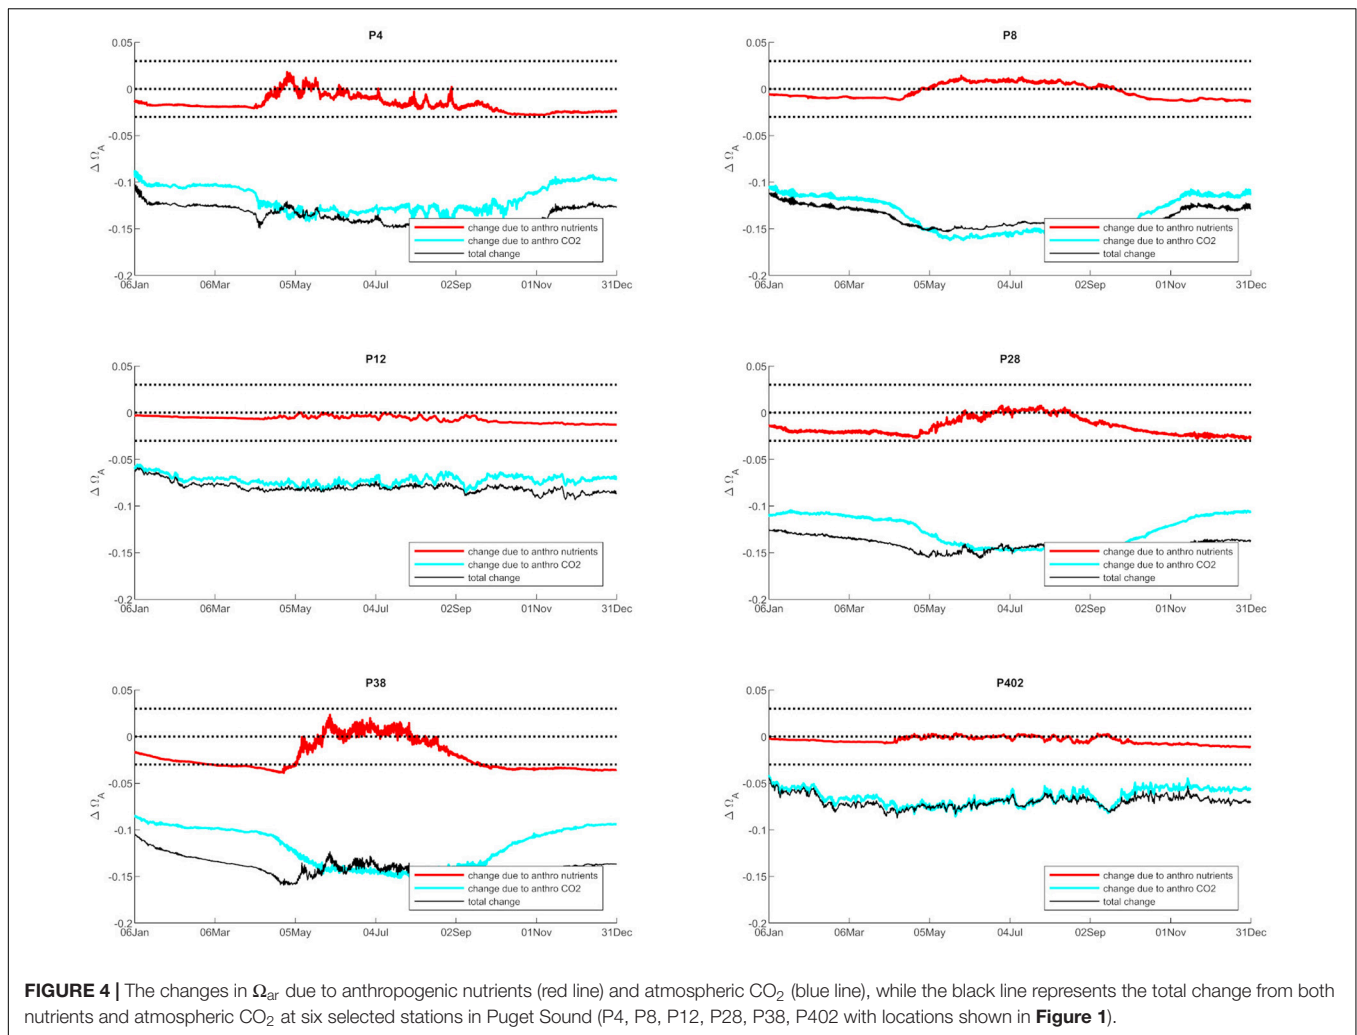 P4
0.05
0
-0.05
-0.1
-0.15
-0.2
Δ Ω_A
change due to anthro nutrients
change due to anthro CO2
total change
06Jan 06Mar 05May 04Jul 02Sep 01Nov 31Dec
P8
0.05
0
-0.05
-0.1
-0.15
-0.2
Δ Ω_A
change due to anthro nutrients
change due to anthro CO2
total change
06Jan 06Mar 05May 04Jul 02Sep 01Nov 31Dec
P12
0.05
0
-0.05
-0.1
-0.15
-0.2
Δ Ω_A
change due to anthro nutrients
change due to anthro CO2
total change
06Jan 06Mar 05May 04Jul 02Sep 01Nov 31Dec
P28
0.05
0
-0.05
-0.1
-0.15
-0.2
Δ Ω_A
change due to anthro nutrients
change due to anthro CO2
total change
06Jan 06Mar 05May 04Jul 02Sep 01Nov 31Dec
P38
0.05
0
-0.05
-0.1
-0.15
-0.2
Δ Ω_A
change due to anthro nutrients
change due to anthro CO2
total change
06Jan 06Mar 05May 04Jul 02Sep 01Nov 31Dec
P402
0.05
0
-0.05
-0.1
-0.15
-0.2
Δ Ω_A
change due to anthro nutrients
change due to anthro CO2
total change
06Jan 06Mar 05May 04Jul 02Sep 01Nov 31Dec
FIGURE 4 | The changes in Ωar due to anthropogenic nutrients (red line) and atmospheric CO₂ (blue line), while the black line represents the total change from both
nutrients and atmospheric CO₂ at six selected stations in Puget Sound (P4, P8, P12, P28, P38, P402 with locations shown in Figure 1).